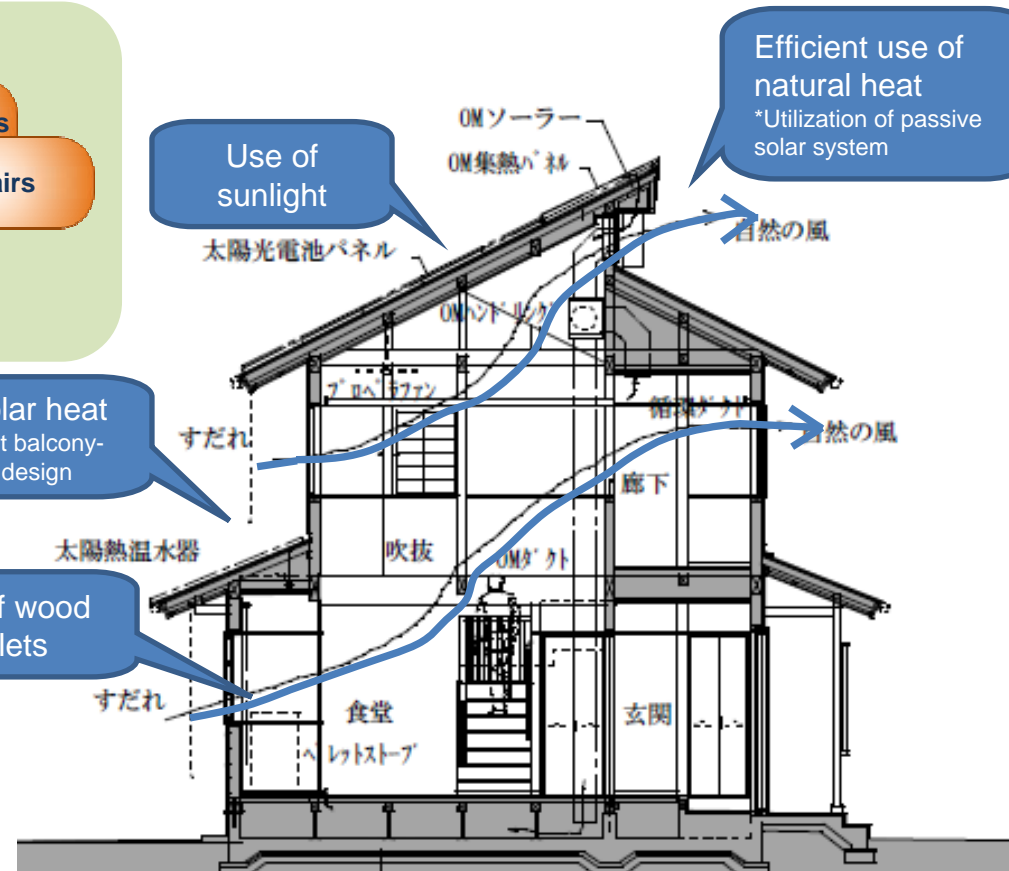 s
irs
Use of
sunlight
Efficient use of
natural heat
*Utilization of passive
solar system
OMソーラー
OM集熱パネル
太陽光電池パネル
自然の風
OMハンドリング
プロペラファン
循環ダクト
すだれ
自然の風
olar heat
t balcony-
design
廊下
太陽熱温水器
吹抜
OMダクト
f wood
lets
すだれ
食堂
玄関
ペレットストーブ